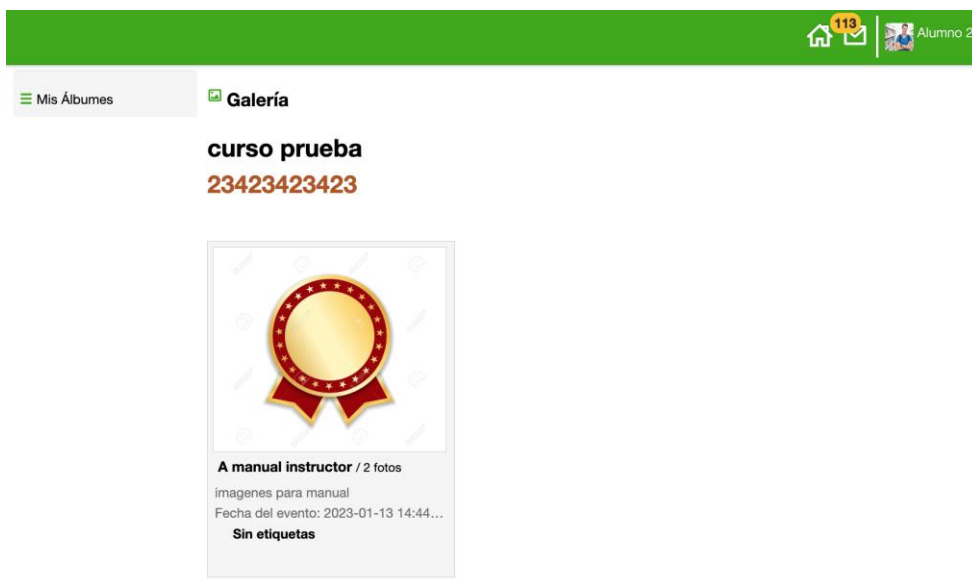 113
Alumno 2
Mis Álbumes
Galería
curso prueba
23423423423
A manual instructor / 2 fotos
imagenes para manual
Fecha del evento: 2023-01-13 14:44...
Sin etiquetas